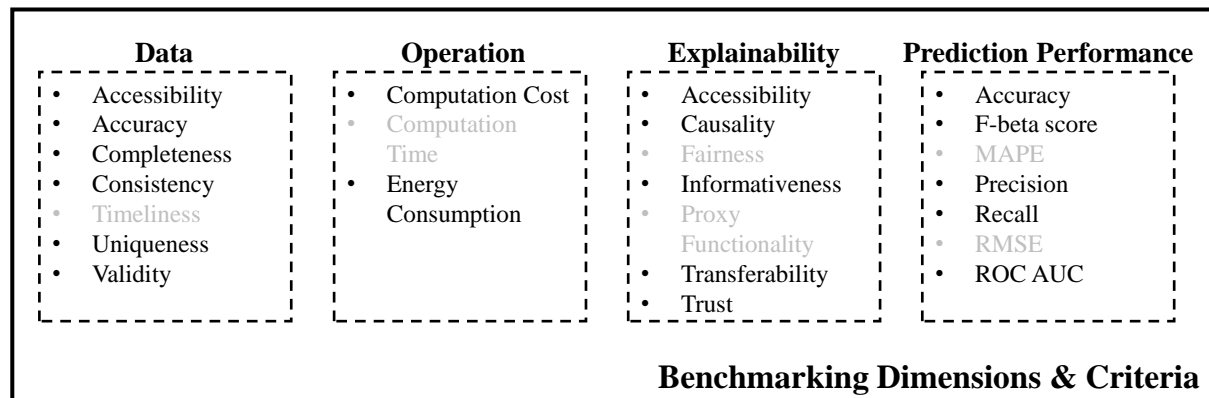 Data
• Accessibility
• Accuracy
• Completeness
• Consistency
• Timeliness
• Uniqueness
• Validity
Operation
• Computation Cost
• Computation
Time
• Energy
Consumption
Explainability
• Accessibility
• Causality
• Fairness
• Informativeness
• Proxy
Functionality
• Transferability
• Trust
Prediction Performance
• Accuracy
• F-beta score
• MAPE
• Precision
• Recall
• RMSE
• ROC AUC
Benchmarking Dimensions & Criteria